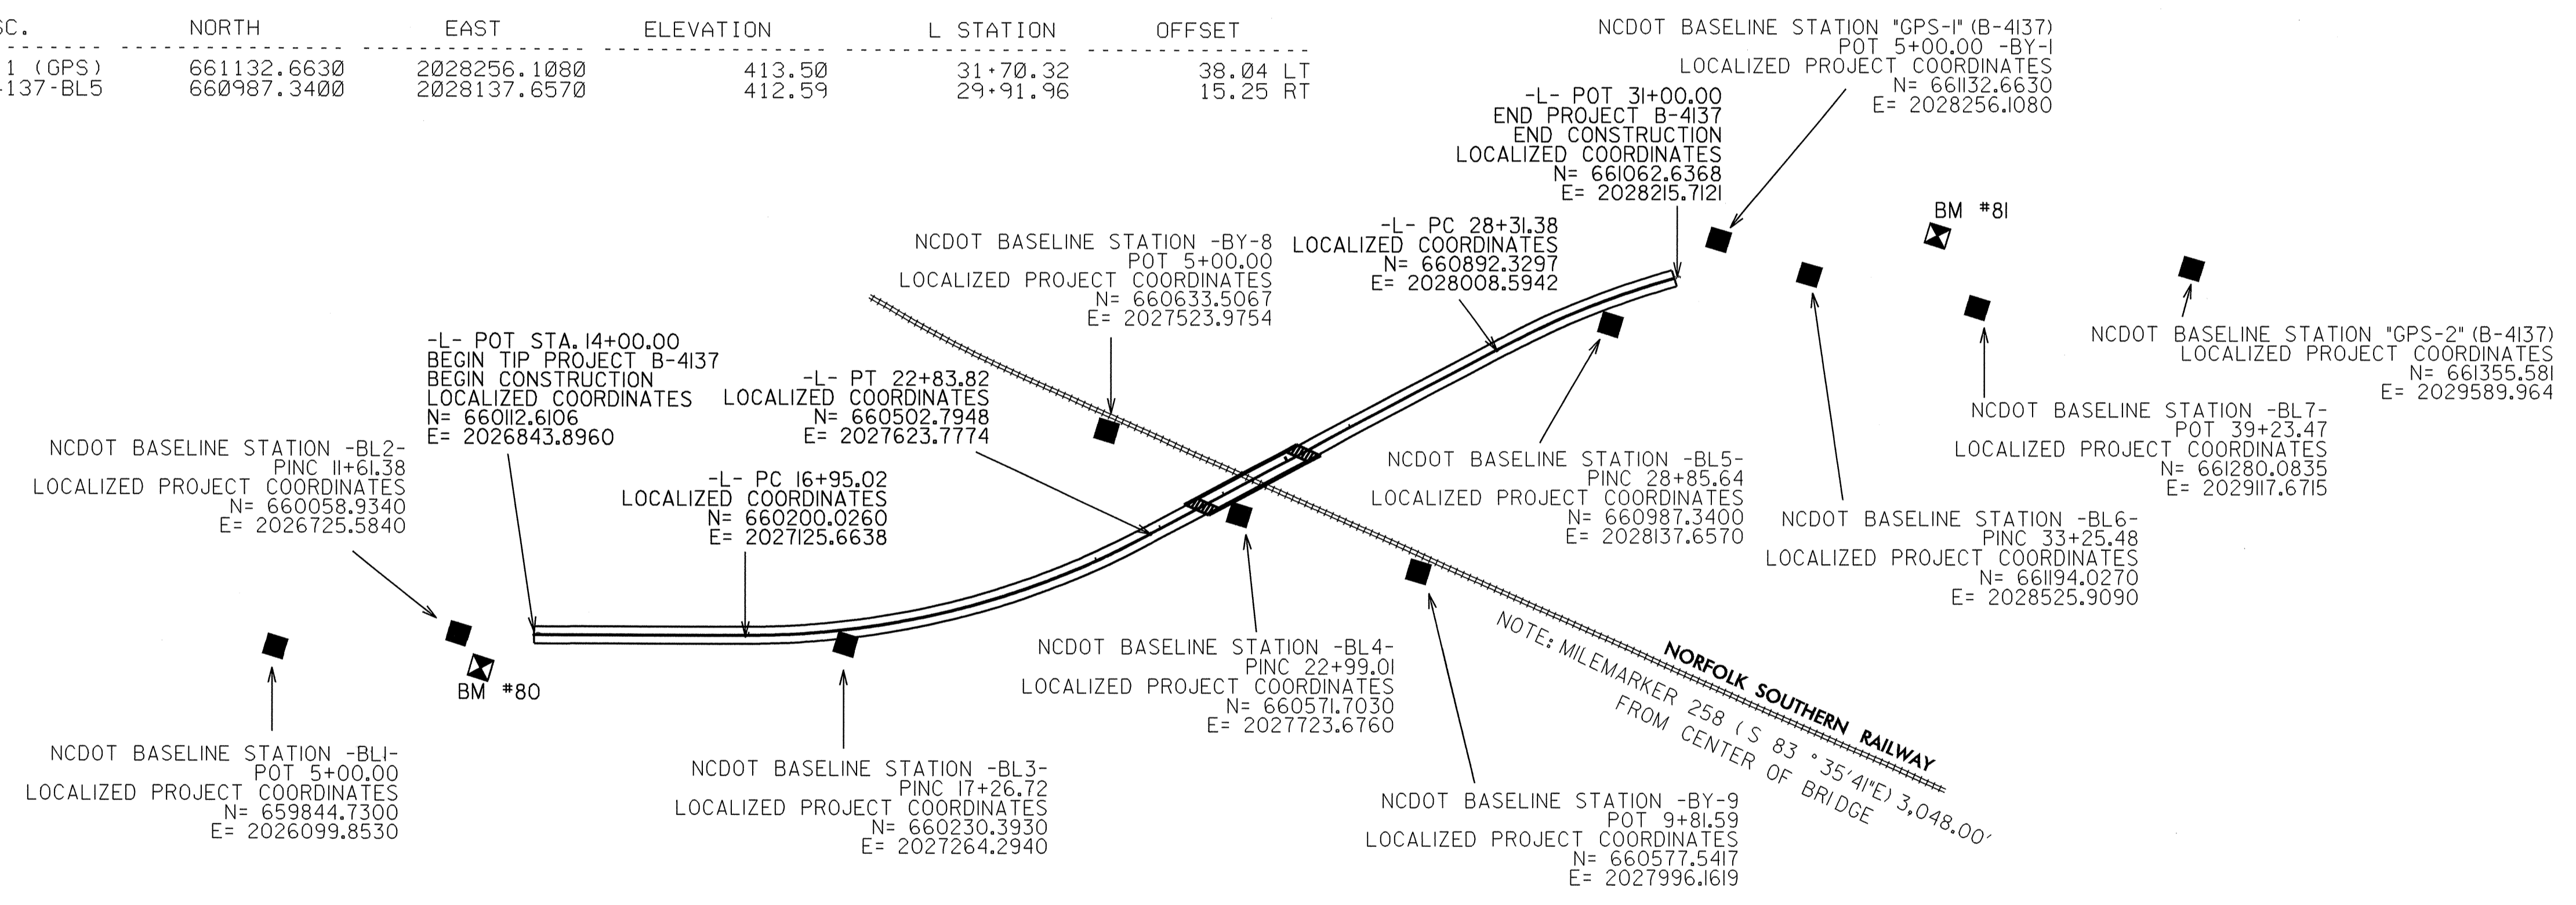 SC. NORTH EAST ELEVATION L STATION OFFSET
1 (GPS) 661132.6630 2028256.1080 413.50 31+70.32 38.04 LT
137-BL5 660987.3400 2028137.6570 412.59 29+91.96 15.25 RT
NCDOT BASELINE STATION "GPS-1" (B-4137)
POT 5+00.00 -BY-1
LOCALIZED PROJECT COORDINATES
N= 661132.6630
E= 2028256.1080
-L- POT 31+00.00
END PROJECT B-4137
END CONSTRUCTION
LOCALIZED COORDINATES
N= 661062.6368
E= 2028215.7121
BM #81
-L- PC 28+31.38
LOCALIZED COORDINATES
N= 660892.3297
E= 2028008.5942
NCDOT BASELINE STATION -BY-8
POT 5+00.00
LOCALIZED PROJECT COORDINATES
N= 660633.5067
E= 2027523.9754
NCDOT BASELINE STATION "GPS-2" (B-4137)
LOCALIZED PROJECT COORDINATES
N= 661355.581
E= 2029589.964
-L- POT STA. 14+00.00
BEGIN TIP PROJECT B-4137
BEGIN CONSTRUCTION
LOCALIZED COORDINATES
N= 660112.6106
E= 2026843.8960
-L- PT 22+83.82
LOCALIZED COORDINATES
N= 660502.7948
E= 2027623.7774
NCDOT BASELINE STATION -BL7-
POT 39+23.47
LOCALIZED PROJECT COORDINATES
N= 661280.0835
E= 2029117.6715
NCDOT BASELINE STATION -BL2-
PINC 11+61.38
LOCALIZED PROJECT COORDINATES
N= 660058.9340
E= 2026725.5840
-L- PC 16+95.02
LOCALIZED COORDINATES
N= 660200.0260
E= 2027125.6638
NCDOT BASELINE STATION -BL5-
PINC 28+85.64
LOCALIZED PROJECT COORDINATES
N= 660987.3400
E= 2028137.6570
NCDOT BASELINE STATION -BL6-
PINC 33+25.48
LOCALIZED PROJECT COORDINATES
N= 661194.0270
E= 2028525.9090
BM #80
NCDOT BASELINE STATION -BL4-
PINC 22+99.01
LOCALIZED PROJECT COORDINATES
N= 660571.7030
E= 2027723.6760
NORFOLK SOUTHERN RAILWAY
NOTE: MILEMARKER 258 (S 83 °35'41"E) 3,048.00'
FROM CENTER OF BRIDGE
NCDOT BASELINE STATION -BL1-
POT 5+00.00
LOCALIZED PROJECT COORDINATES
N= 659844.7300
E= 2026099.8530
NCDOT BASELINE STATION -BL3-
PINC 17+26.72
LOCALIZED PROJECT COORDINATES
N= 660230.3930
E= 2027264.2940
NCDOT BASELINE STATION -BY-9
POT 9+81.59
LOCALIZED PROJECT COORDINATES
N= 660577.5417
E= 2027996.1619